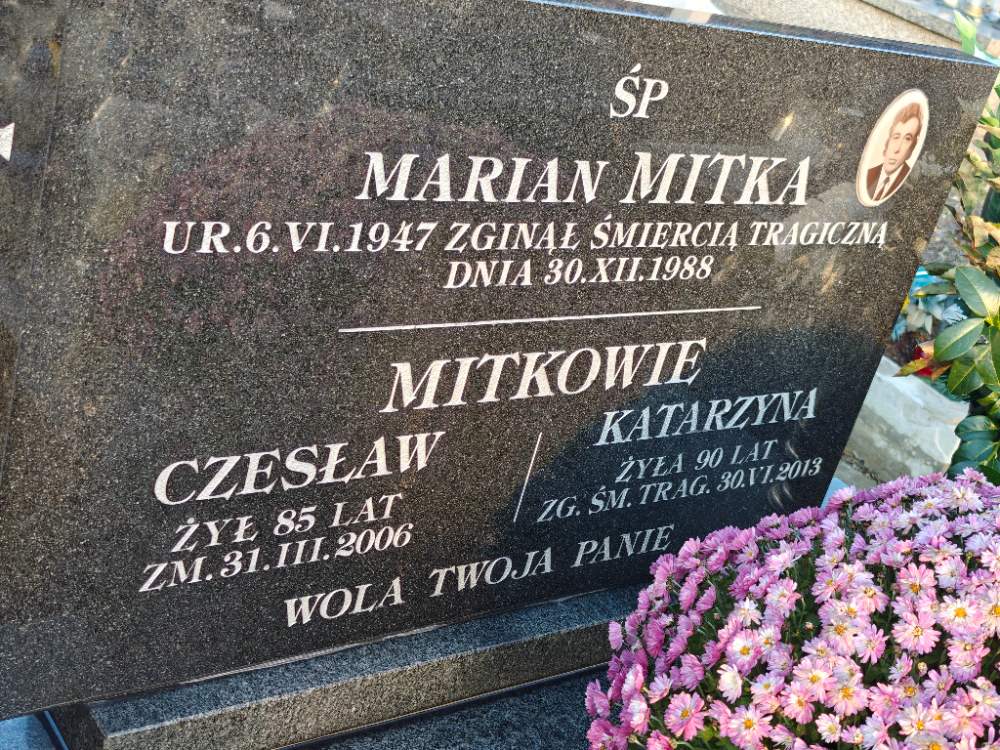 ŚP
MARIAN MITKA
UR.6.VI.1947 ZGINĄŁ ŚMIERCIĄ TRAGICZNĄ
DNIA 30.XII.1988
MITKOWIE
CZESŁAW
ŻYŁ 85 LAT
ZM.31.III.2006
KATARZYNA
ŻYŁA 90 LAT
ZG. ŚM. TRAG. 30.VI.2013
WOLA TWOJA PANIE